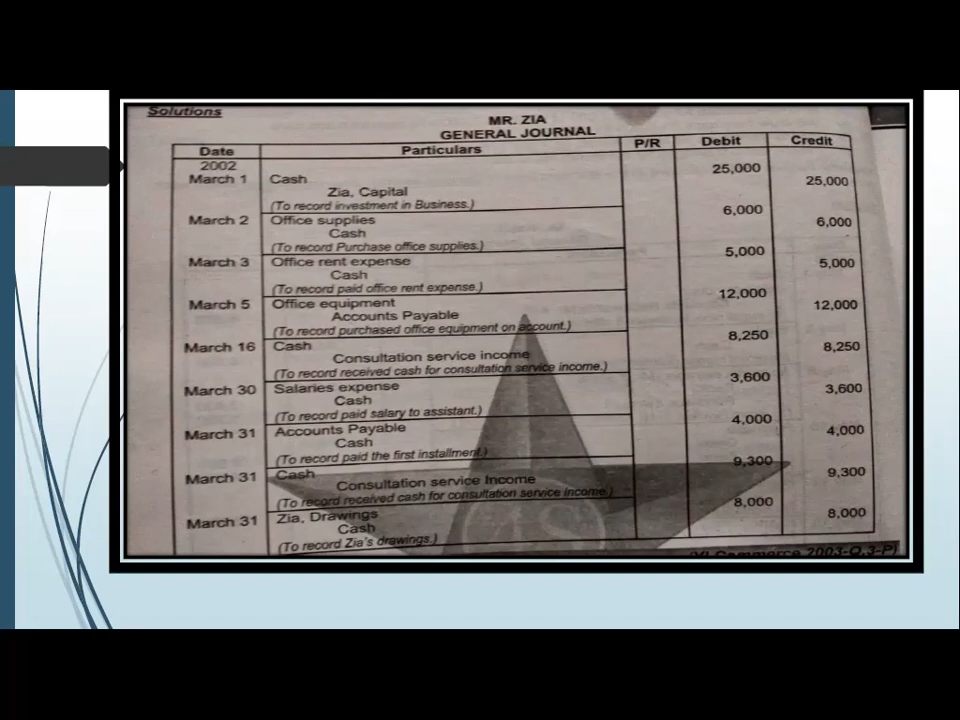 Solutions
MR. ZIA
GENERAL JOURNAL
Date Particulars P/R Debit Credit
2002
March 1 Cash 25,000
Zia, Capital 25,000
(To record investment in Business.)
March 2 Office supplies 6,000
Cash 6,000
(To record Purchase office supplies.)
March 3 Office rent expense 5,000
Cash 5,000
(To record paid office rent expense.)
March 5 Office equipment 12,000
Accounts Payable 12,000
(To record purchased office equipment on account.)
March 16 Cash 8,250
Consultation service income 8,250
(To record received cash for consultation service income.)
March 30 Salaries expense 3,600
Cash 3,600
(To record paid salary to assistant.)
March 31 Accounts Payable 4,000
Cash 4,000
(To record paid the first installment.)
March 31 Cash 9,300
Consultation service Income 9,300
(To record received cash for consultation service income.)
March 31 Zia, Drawings 8,000
Cash 8,000
(To record Zia's drawings.)
Commerce 2003-Q.3-P)